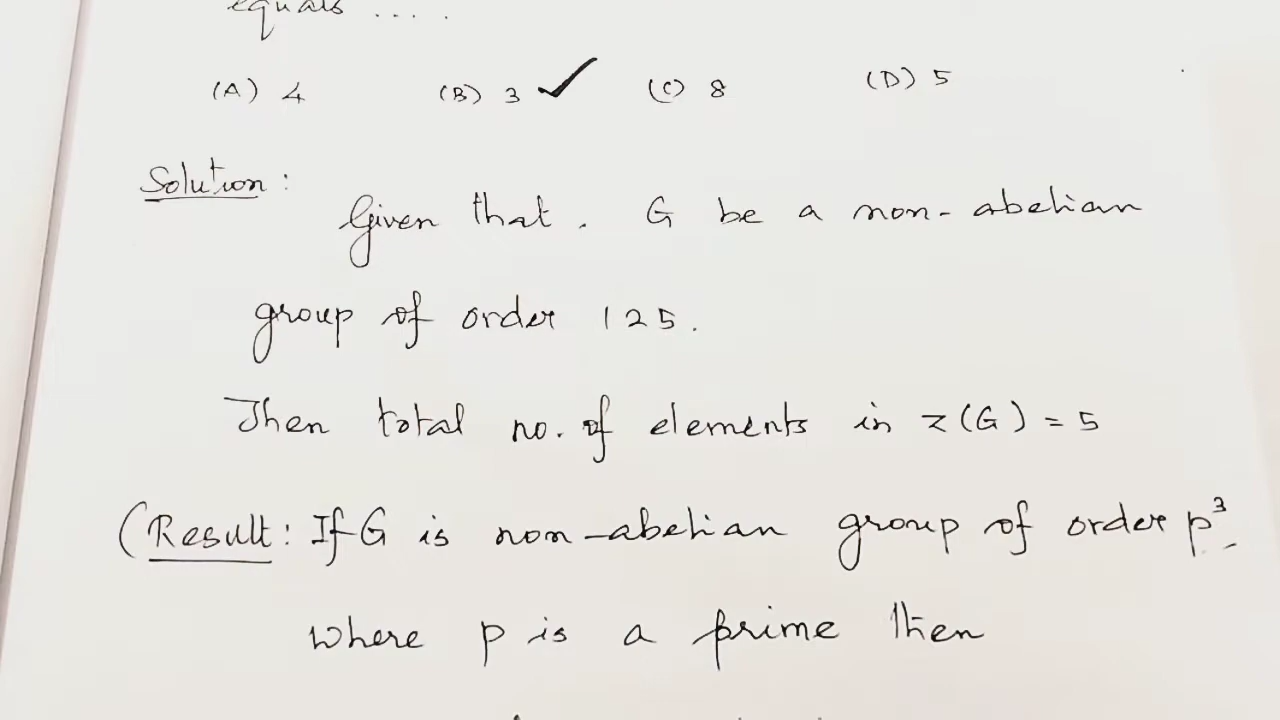 equals ....
(A) 4 (B) 3 ✓ (C) 8 (D) 5
Solution:
Given that. G be a non-abelian
group of order 125.
Then total no. of elements in Z(G) = 5
(Result: If G is non-abelian group of order p³
where p is a prime then